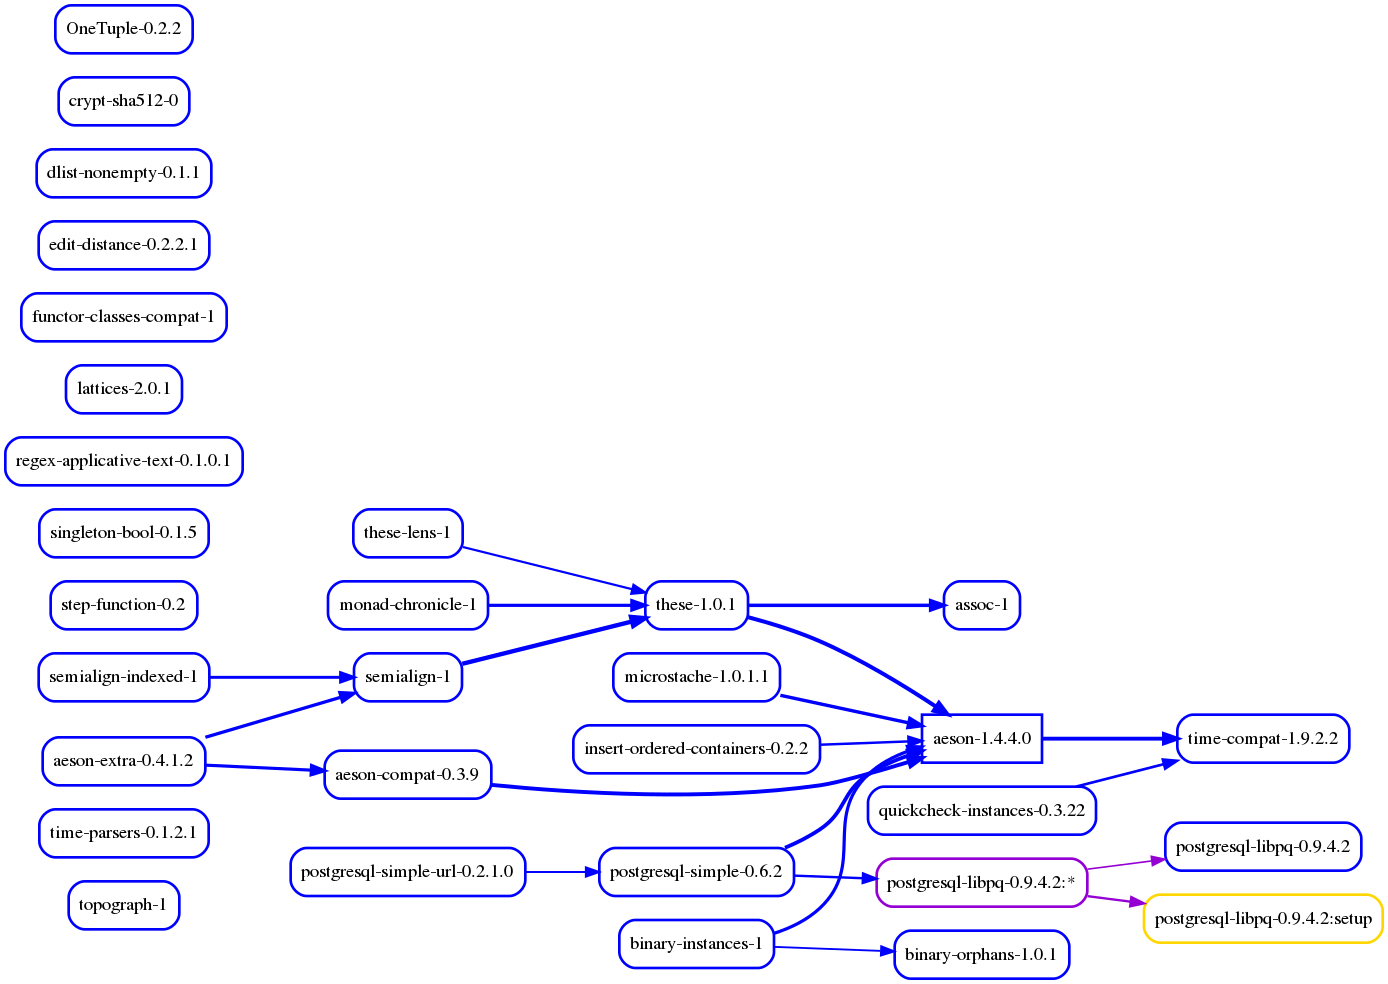 OneTuple-0.2.2
crypt-sha512-0
dlist-nonempty-0.1.1
edit-distance-0.2.2.1
functor-classes-compat-1
lattices-2.0.1
regex-applicative-text-0.1.0.1
singleton-bool-0.1.5
these-lens-1
step-function-0.2
monad-chronicle-1
these-1.0.1
assoc-1
semialign-indexed-1
semialign-1
microstache-1.0.1.1
aeson-1.4.4.0
time-compat-1.9.2.2
insert-ordered-containers-0.2.2
aeson-extra-0.4.1.2
aeson-compat-0.3.9
quickcheck-instances-0.3.22
time-parsers-0.1.2.1
postgresql-libpq-0.9.4.2
postgresql-simple-url-0.2.1.0
postgresql-simple-0.6.2
postgresql-libpq-0.9.4.2:*
topograph-1
postgresql-libpq-0.9.4.2:setup
binary-instances-1
binary-orphans-1.0.1